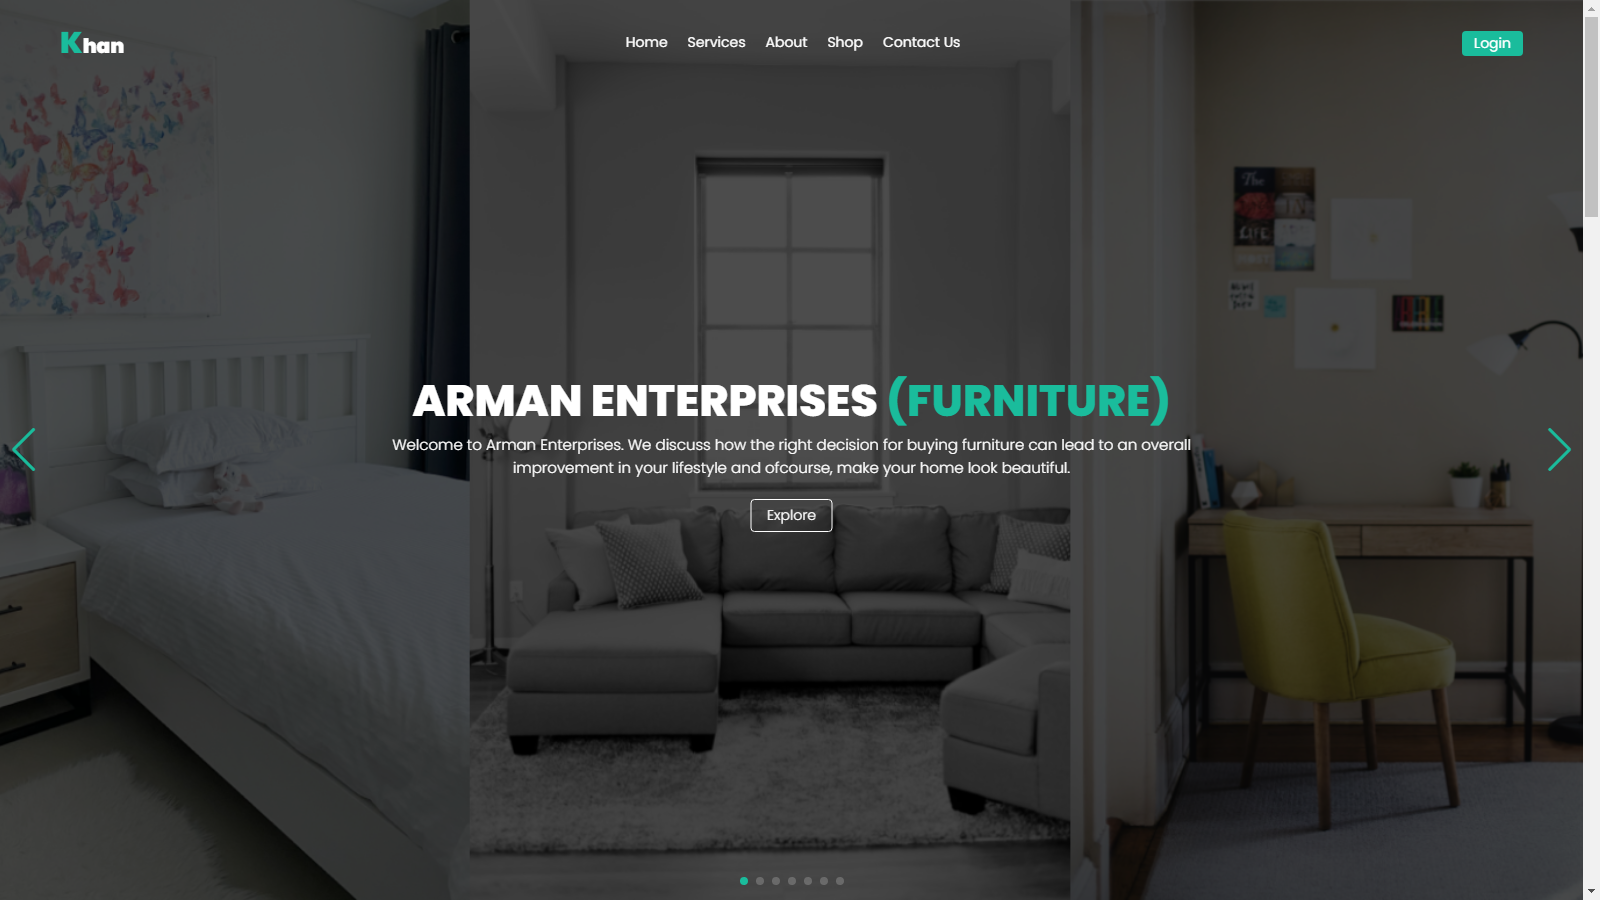 Khan
Home Services About Shop Contact Us
Login
The
LIFE
ARMAN ENTERPRISES (FURNITURE)
Welcome to Arman Enterprises. We discuss how the right decision for buying furniture can lead to an overall
improvement in your lifestyle and ofcourse, make your home look beautiful.
Explore